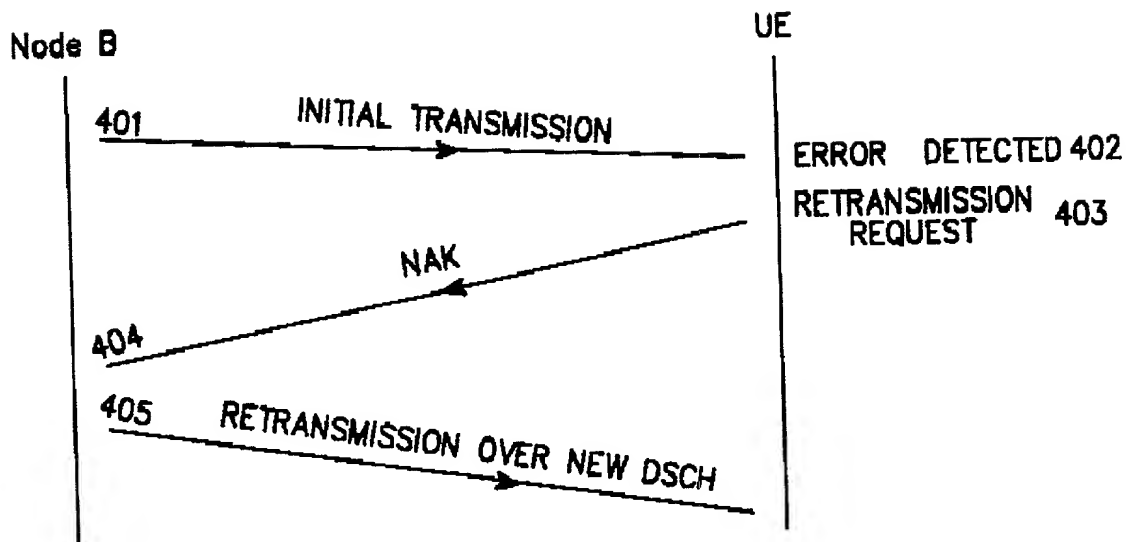 Node B
UE
401
INITIAL TRANSMISSION
ERROR DETECTED 402
RETRANSMISSION
REQUEST 403
NAK
404
405 RETRANSMISSION OVER NEW DSCH